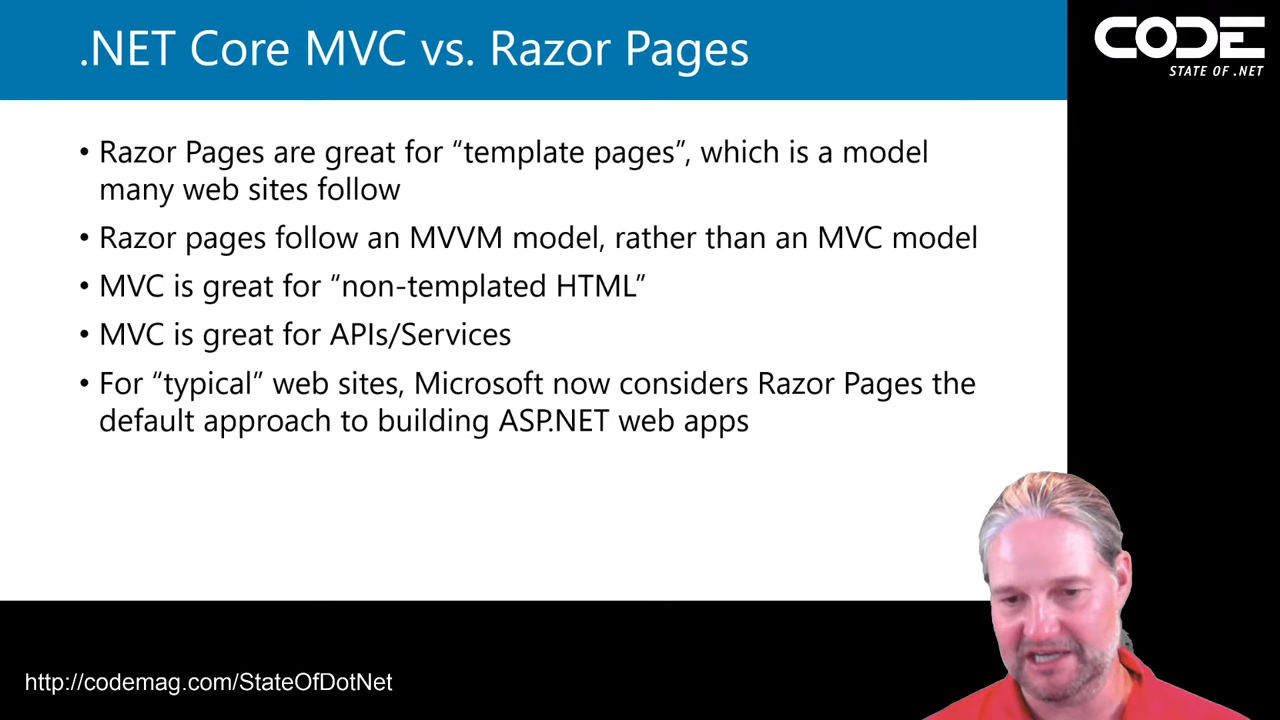 .NET Core MVC vs. Razor Pages
CODE
STATE OF .NET
• Razor Pages are great for “template pages”, which is a model
many web sites follow
• Razor pages follow an MVVM model, rather than an MVC model
• MVC is great for “non-templated HTML”
• MVC is great for APIs/Services
• For “typical” web sites, Microsoft now considers Razor Pages the
default approach to building ASP.NET web apps
http://codemag.com/StateOfDotNet